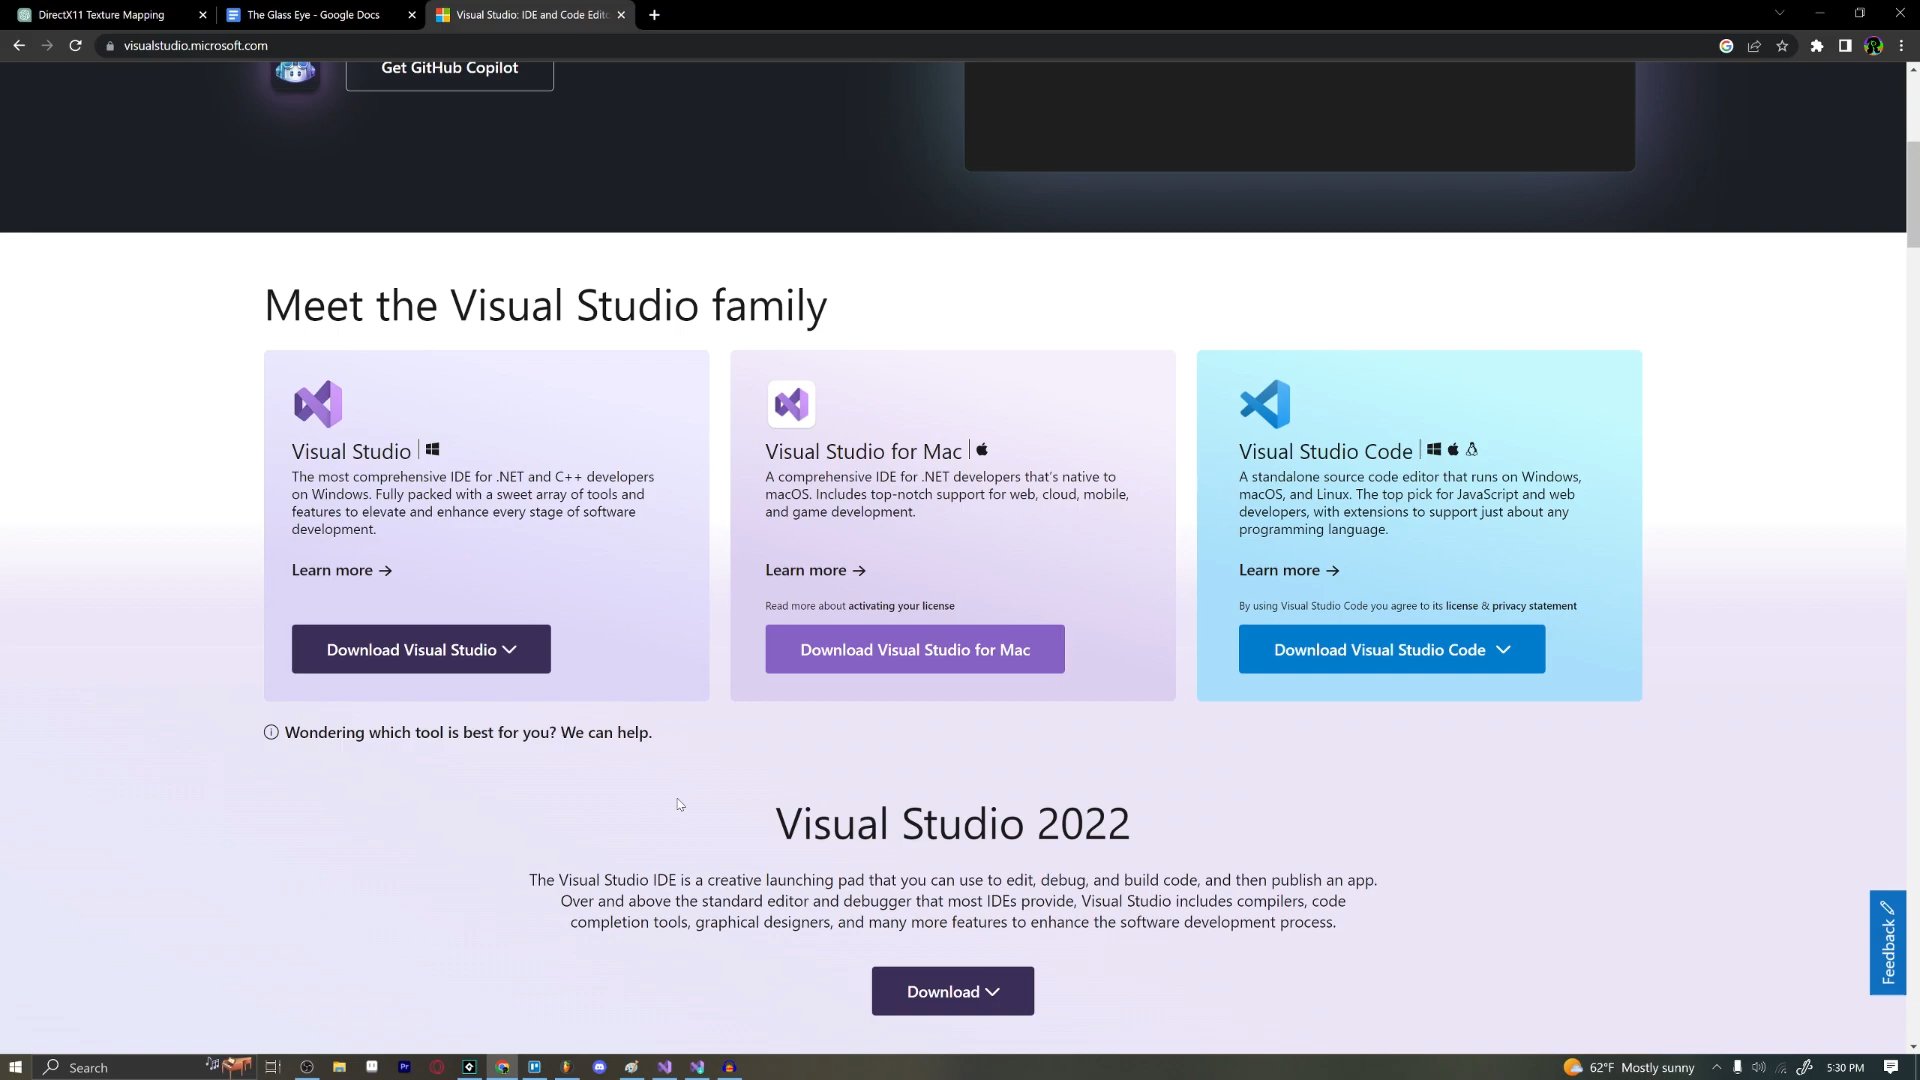 DirectX11 Texture Mapping
The Glass Eye - Google Docs
Visual Studio: IDE and Code Edito
visualstudio.microsoft.com
Get GitHub Copilot
Meet the Visual Studio family
Visual Studio
The most comprehensive IDE for .NET and C++ developers
on Windows. Fully packed with a sweet array of tools and
features to elevate and enhance every stage of software
development.
Learn more →
Download Visual Studio
Visual Studio for Mac
A comprehensive IDE for .NET developers that's native to
macOS. Includes top-notch support for web, cloud, mobile,
and game development.
Learn more →
Read more about activating your license
Download Visual Studio for Mac
Visual Studio Code
A standalone source code editor that runs on Windows,
macOS, and Linux. The top pick for JavaScript and web
developers, with extensions to support just about any
programming language.
Learn more →
By using Visual Studio Code you agree to its license & privacy statement
Download Visual Studio Code
Wondering which tool is best for you? We can help.
Visual Studio 2022
The Visual Studio IDE is a creative launching pad that you can use to edit, debug, and build code, and then publish an app.
Over and above the standard editor and debugger that most IDEs provide, Visual Studio includes compilers, code
completion tools, graphical designers, and many more features to enhance the software development process.
Download
Feedback
Search
Pr
62°F Mostly sunny
5:30 PM